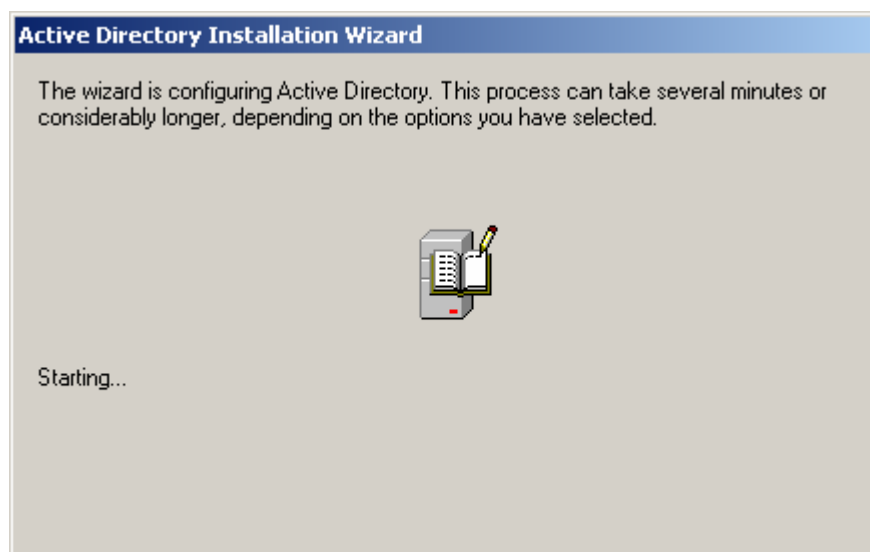 Active Directory Installation Wizard
The wizard is configuring Active Directory. This process can take several minutes or
considerably longer, depending on the options you have selected.
Starting...